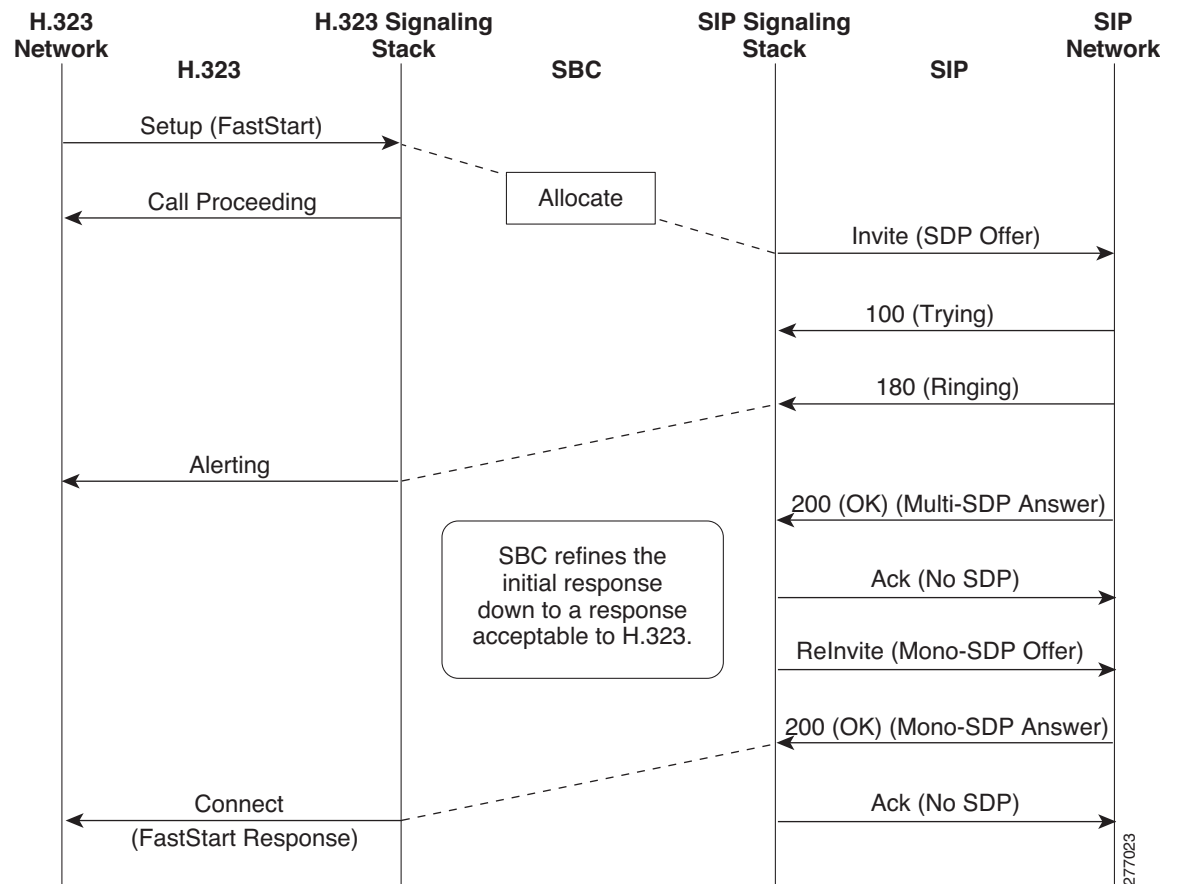 H.323
Network
H.323 Signaling
Stack
SIP Signaling
Stack
SIP
Network
H.323
SBC
SIP
Setup (FastStart)
Allocate
Call Proceeding
Invite (SDP Offer)
100 (Trying)
180 (Ringing)
Alerting
200 (OK) (Multi-SDP Answer)
SBC refines the
initial response
down to a response
acceptable to H.323.
Ack (No SDP)
ReInvite (Mono-SDP Offer)
200 (OK) (Mono-SDP Answer)
Connect
(FastStart Response)
Ack (No SDP)
277023